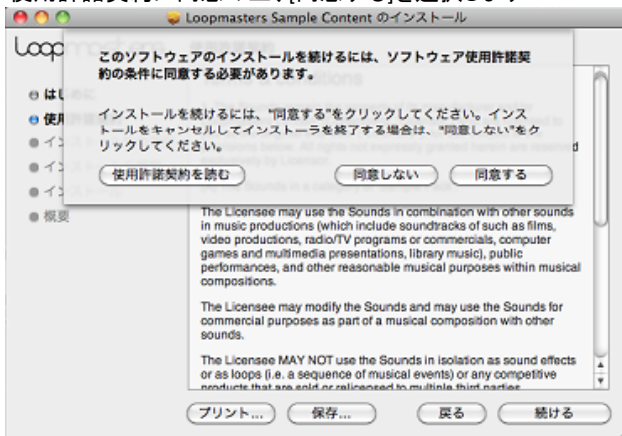 Loopmasters Sample Content のインストール
このソフトウェアのインストールを続けるには、ソフトウェア使用許諾契
約の条件に同意する必要があります。
インストールを続けるには、"同意する"をクリックしてください。インス
トールをキャンセルしてインストーラを終了する場合は、"同意しない"をク
リックしてください。
使用許諾契約を読む 同意しない 同意する
概要
The Licensee may use the Sounds in combination with other sounds
in music productions (which include soundtracks of such as films,
video productions, radio/TV programs or commercials, computer
games and multimedia presentations, library music), public
performances, and other reasonable musical purposes within musical
compositions.
The Licensee may modify the Sounds and may use the Sounds for
commercial purposes as part of a musical composition with other
sounds.
The Licensee MAY NOT use the Sounds in isolation as sound effects
or as loops (i.e. a sequence of musical events) or any competitive
products that are sold or relicensed to multiple third parties
プリント... 保存... 戻る 続ける